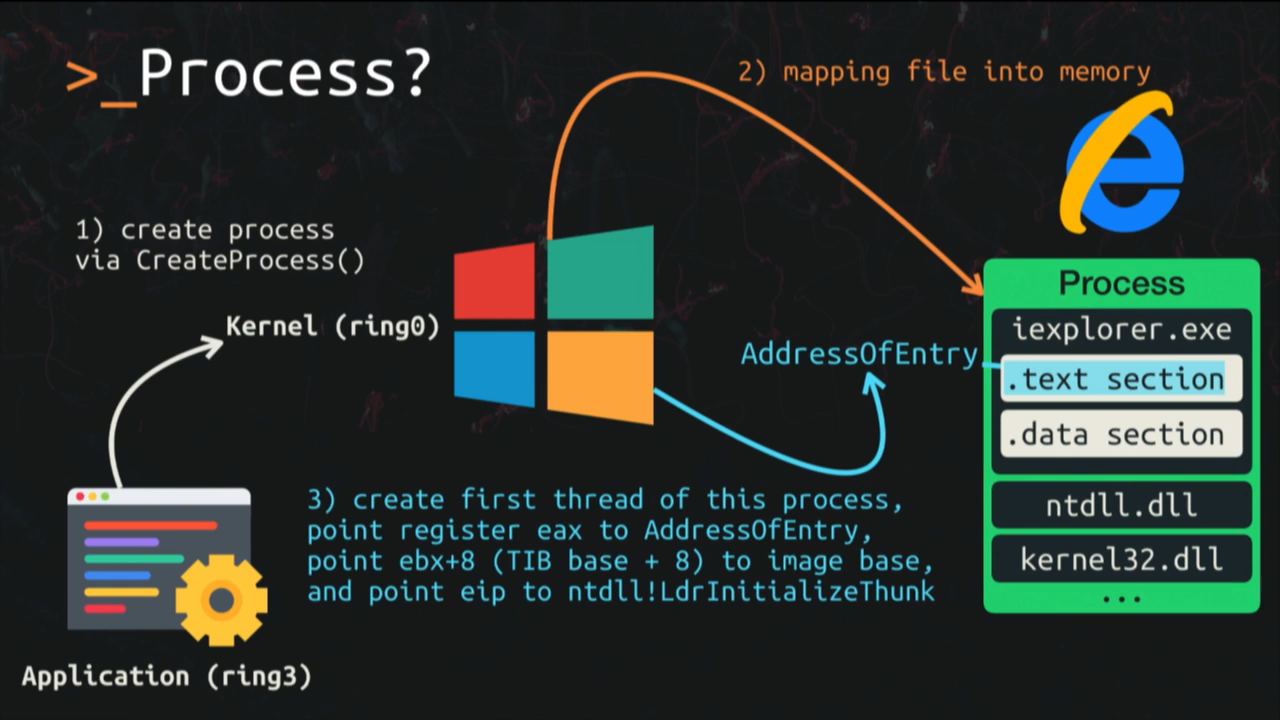 >_Process?
2) mapping file into memory
1) create process
via CreateProcess()
Kernel (ring0)
AddressOfEntry
Process
iexplorer.exe
.text section
.data section
ntdll.dll
kernel32.dll
...
3) create first thread of this process,
point register eax to AddressOfEntry,
point ebx+8 (TIB base + 8) to image base,
and point eip to ntdll!LdrInitializeThunk
Application (ring3)